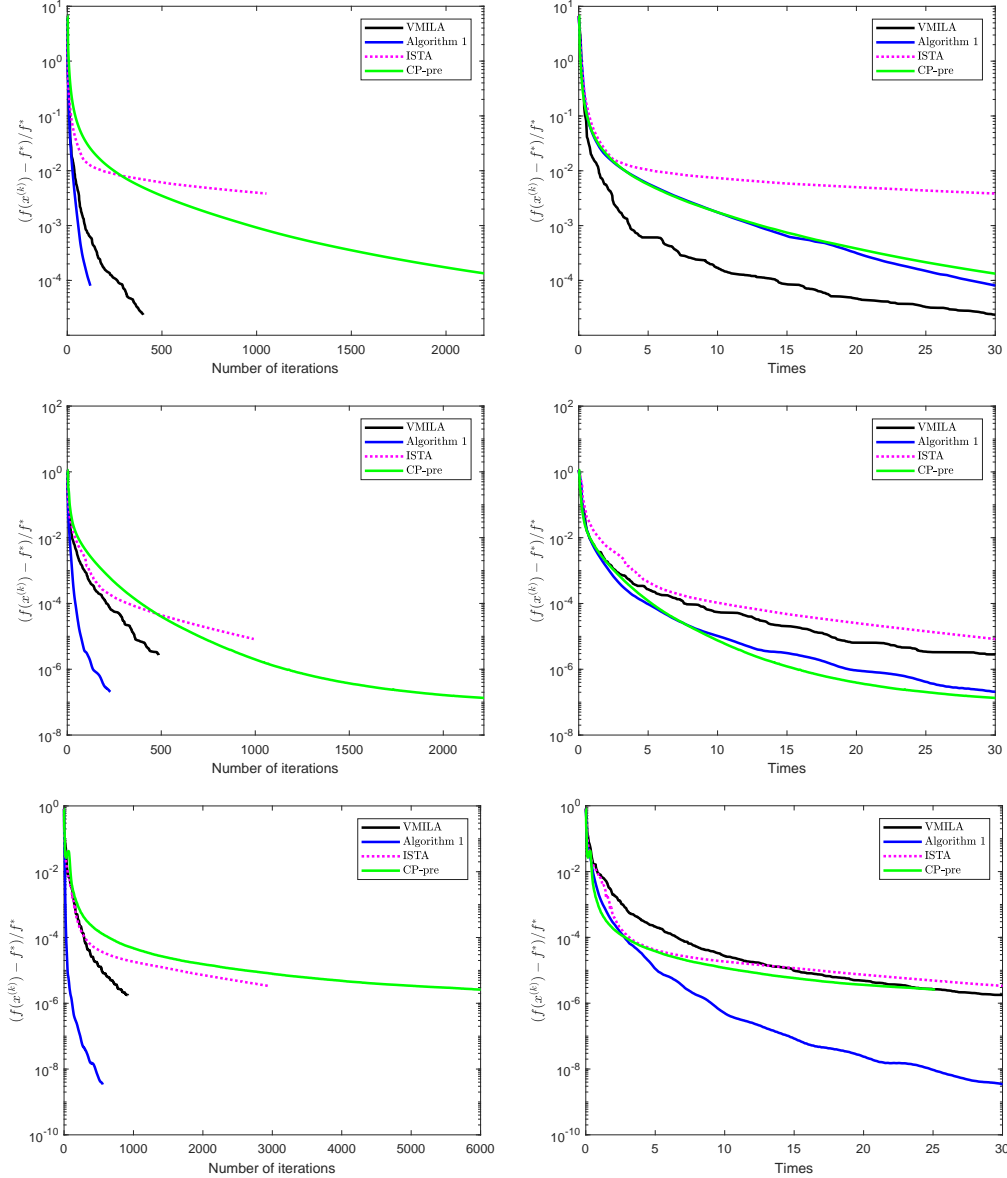 VMILA
Algorithm 1
ISTA
CP-pre
10^1
10^0
10^-1
10^-2
10^-3
10^-4
(f(x^(k)) − f*)/f*
0 500 1000 1500 2000
Number of iterations
VMILA
Algorithm 1
ISTA
CP-pre
10^1
10^0
10^-1
10^-2
10^-3
10^-4
(f(x^(k)) − f*)/f*
0 5 10 15 20 25 30
Times
VMILA
Algorithm 1
ISTA
CP-pre
10^2
10^0
10^-2
10^-4
10^-6
10^-8
(f(x^(k)) − f*)/f*
0 500 1000 1500 2000
Number of iterations
VMILA
Algorithm 1
ISTA
CP-pre
10^2
10^0
10^-2
10^-4
10^-6
10^-8
(f(x^(k)) − f*)/f*
0 5 10 15 20 25 30
Times
VMILA
Algorithm 1
ISTA
CP-pre
10^0
10^-2
10^-4
10^-6
10^-8
10^-10
(f(x^(k)) − f*)/f*
0 1000 2000 3000 4000 5000 6000
Number of iterations
VMILA
Algorithm 1
ISTA
CP-pre
10^0
10^-2
10^-4
10^-6
10^-8
10^-10
(f(x^(k)) − f*)/f*
0 5 10 15 20 25 30
Times